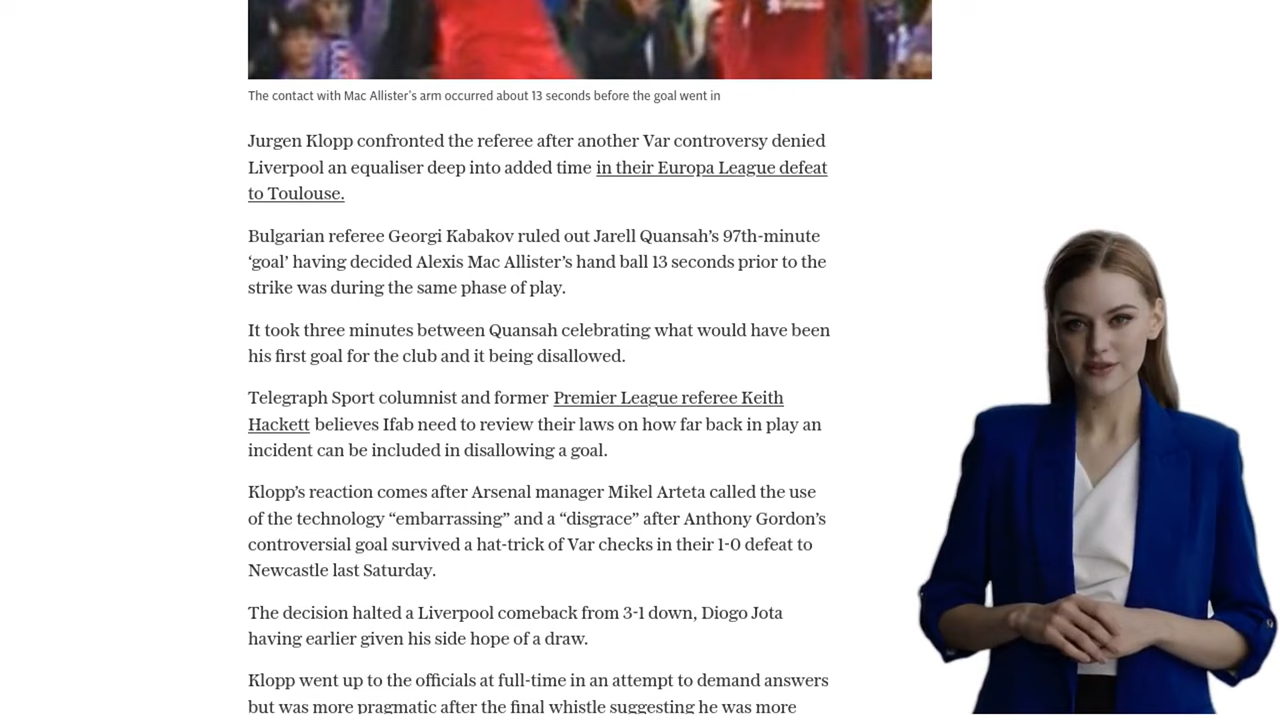 The contact with Mac Allister's arm occurred about 13 seconds before the goal went in
Jurgen Klopp confronted the referee after another Var controversy denied
Liverpool an equaliser deep into added time in their Europa League defeat
to Toulouse.
Bulgarian referee Georgi Kabakov ruled out Jarell Quansah's 97th-minute
‘goal’ having decided Alexis Mac Allister's hand ball 13 seconds prior to the
strike was during the same phase of play.
It took three minutes between Quansah celebrating what would have been
his first goal for the club and it being disallowed.
Telegraph Sport columnist and former Premier League referee Keith
Hackett believes Ifab need to review their laws on how far back in play an
incident can be included in disallowing a goal.
Klopp's reaction comes after Arsenal manager Mikel Arteta called the use
of the technology “embarrassing” and a “disgrace” after Anthony Gordon's
controversial goal survived a hat-trick of Var checks in their 1-0 defeat to
Newcastle last Saturday.
The decision halted a Liverpool comeback from 3-1 down, Diogo Jota
having earlier given his side hope of a draw.
Klopp went up to the officials at full-time in an attempt to demand answers
but was more pragmatic after the final whistle suggesting he was more